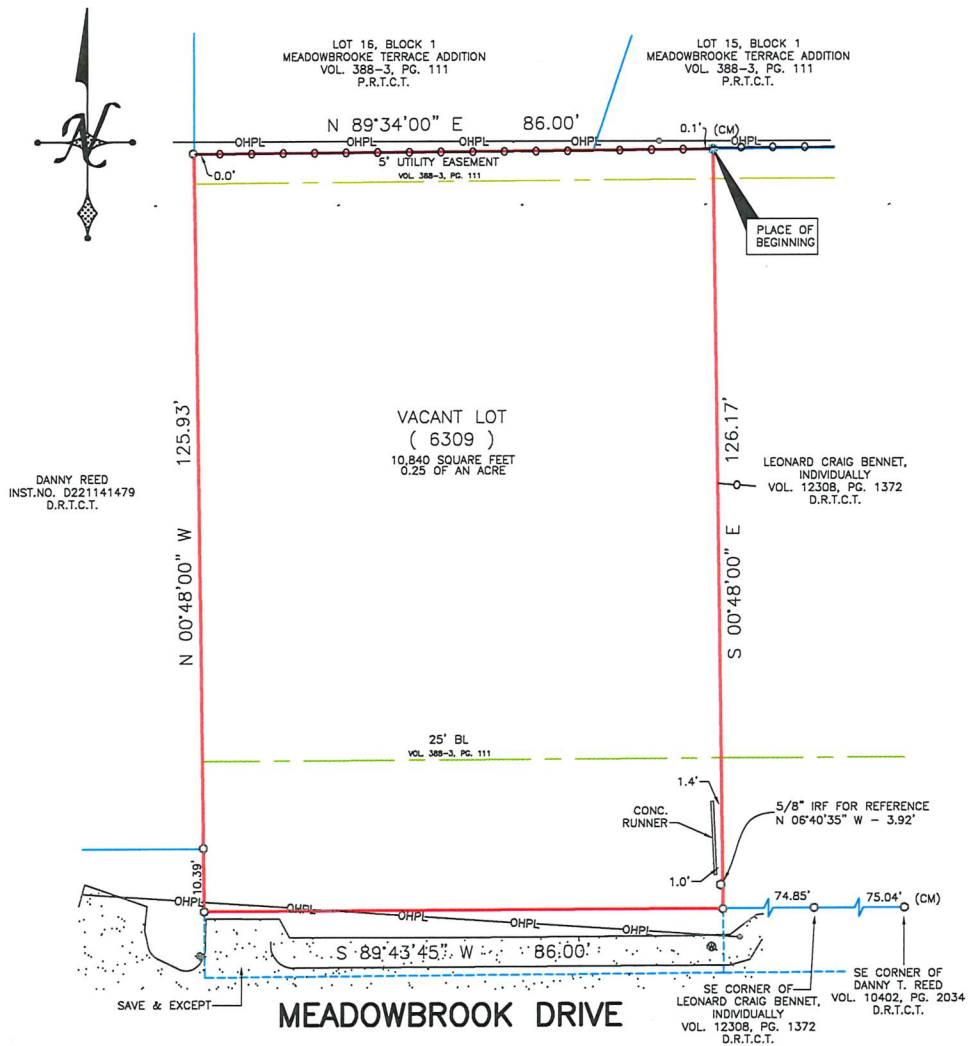 LOT 16, BLOCK 1
MEADOWBROOKE TERRACE ADDITION
VOL. 388-3, PG. 111
P.R.T.C.T.
LOT 15, BLOCK 1
MEADOWBROOKE TERRACE ADDITION
VOL. 388-3, PG. 111
P.R.T.C.T.
N
N 89°34'00" E 86.00'
0.1' (CM)
OHPL OHPL OHPL OHPL OHPL
0.0'
5' UTILITY EASEMENT
VOL. 388-3, PG. 111
PLACE OF
BEGINNING
N 00°48'00" W 125.93'
VACANT LOT
( 6309 )
10,840 SQUARE FEET
0.25 OF AN ACRE
S 00°48'00" E 126.17'
DANNY REED
INST.NO. D221141479
D.R.T.C.T.
LEONARD CRAIG BENNET,
INDIVIDUALLY
VOL. 12308, PG. 1372
D.R.T.C.T.
25' BL
VOL. 388-3, PG. 111
1.4'
CONC.
RUNNER
5/8" IRF FOR REFERENCE
N 06°40'35" W - 3.92'
1.0'
10.39'
74.85'
75.04' (CM)
OHPL OHPL OHPL OHPL OHPL
S 89°43'45" W 86.00'
SAVE & EXCEPT
MEADOWBROOK DRIVE
SE CORNER OF
LEONARD CRAIG BENNET,
INDIVIDUALLY
VOL. 12308, PG. 1372
D.R.T.C.T.
SE CORNER OF
DANNY T. REED
VOL. 10402, PG. 2034
D.R.T.C.T.